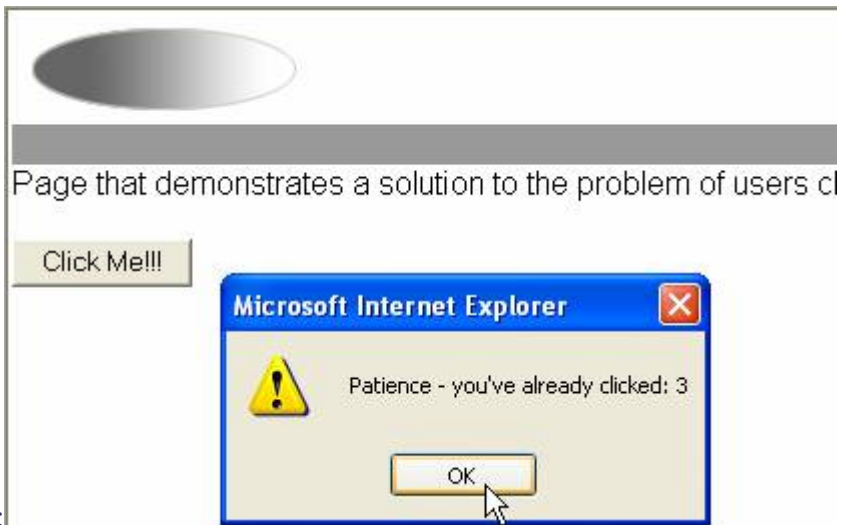 Page that demonstrates a solution to the problem of users cl
Click Me!!!
Microsoft Internet Explorer
Patience - you've already clicked: 3
OK